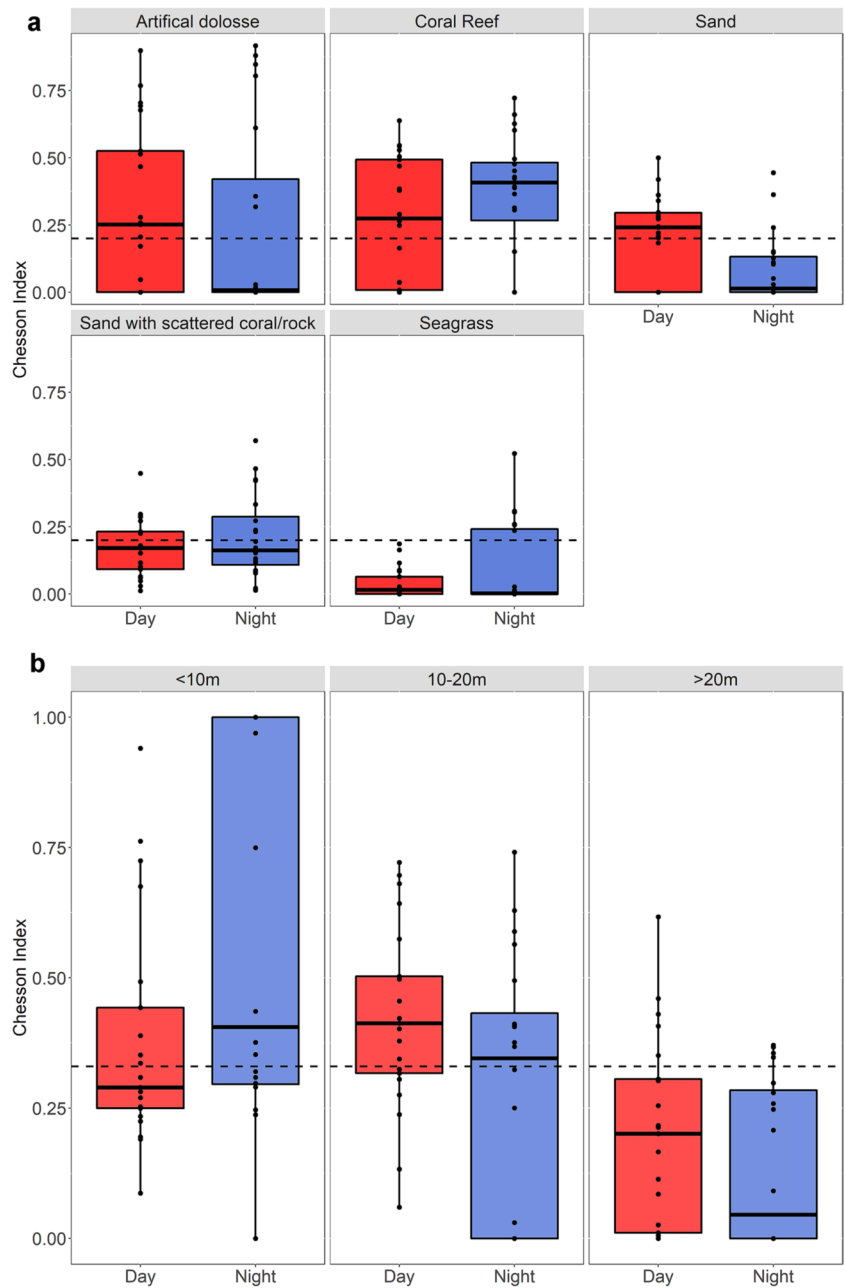 a
Artifical dolosse Coral Reef Sand
0.75
0.50
0.25
0.00
Day Night
Sand with scattered coral/rock Seagrass
Chesson Index
0.75
0.50
0.25
0.00
Day Night Day Night
b
<10m 10-20m >20m
1.00
0.75
0.50
0.25
0.00
Chesson Index
Day Night Day Night Day Night